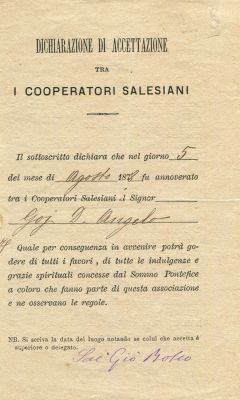 DICHIARAZIONE DI ACCETTAZIONE
TRA
I COOPERATORI SALESIANI
Il sottoscritto dichiara che nel giorno 5
del mese di Agosto 1878 fu annoverato
tra i Cooperatori Salesiani il Signor
Goj D. Angelo
Quale per conseguenza in avvenire potrà go-
dere di tutti i favori, di tutte le indulgenze e
grazie spirituali concesse dal Sommo Pontefice
a coloro che fanno parte di questa associazione
e ne osservano le regole.
NB. Si scriva la data del luogo notando se colui che accetta è
superiore o delegato.
Sac Gio Bosco